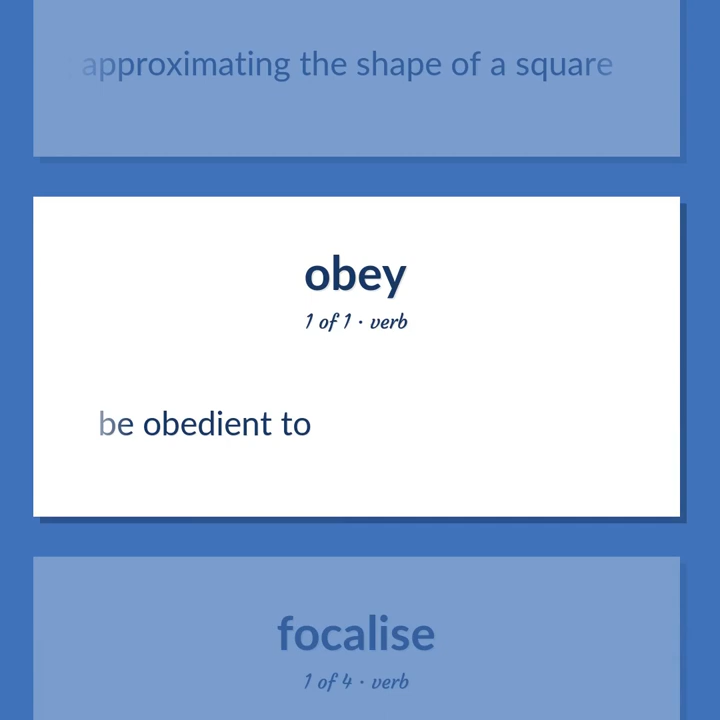 approximating the shape of a square
obey
1 of 1 · verb
be obedient to
focalise
1 of 4 · verb